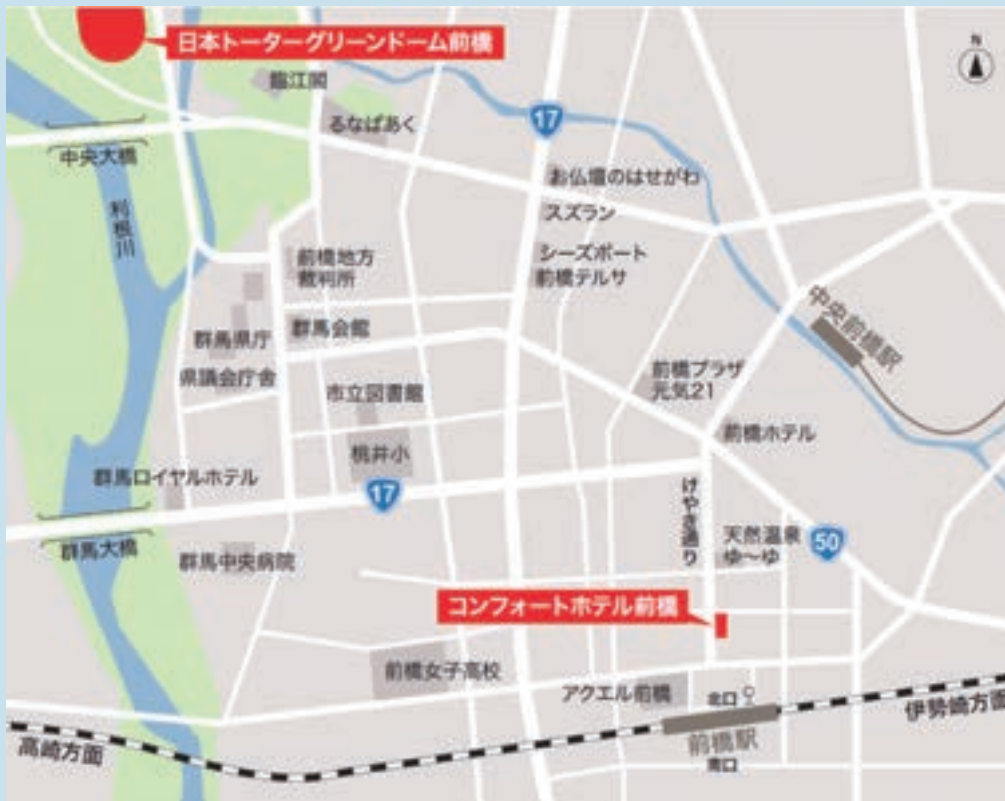 日本トーターグリーンドーム前橋
N
臨江閣
るなぱあく
17
中央大橋
お仏壇のはせがわ
利根川
スズラン
前橋地方
裁判所
シーズポート
前橋テルサ
中央前橋駅
群馬県庁
群馬会館
県議会庁舎
市立図書館
前橋プラザ
元気21
前橋ホテル
桃井小
群馬ロイヤルホテル
17
けやき通り
群馬大橋
群馬中央病院
天然温泉
ゆ〜ゆ
50
コンフォートホテル前橋
前橋女子高校
アクエル前橋
北口
伊勢崎方面
高崎方面
前橋駅
南口